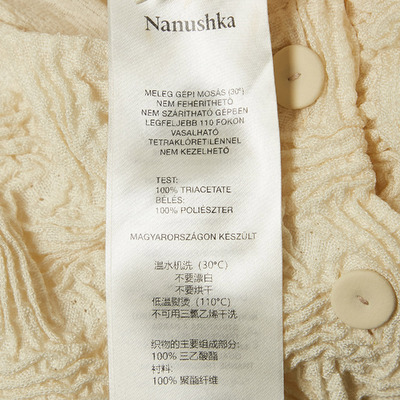 Nanushka
MELEG GÉPI MOSÁS (30°)
NEM FEHÉRITHETŐ
NEM SZÁRÍTHATÓ GÉPBEN
LEGFELJEBB 110 FOKON
VASALHATÓ
TETRAKLÓRETILÉNNEL
NEM KEZELHETŐ
TEST:
100% TRIACETATE
BÉLÉS:
100% POLIÉSZTER
MAGYARORSZÁGON KÉSZÜLT
温水机洗 (30°C)
不要漂白
不要烘干
低温熨烫 (110°C)
不可用三氯乙烯干洗
织物的主要组成部分:
100% 三乙酸酯
衬料:
100% 聚酯纤维